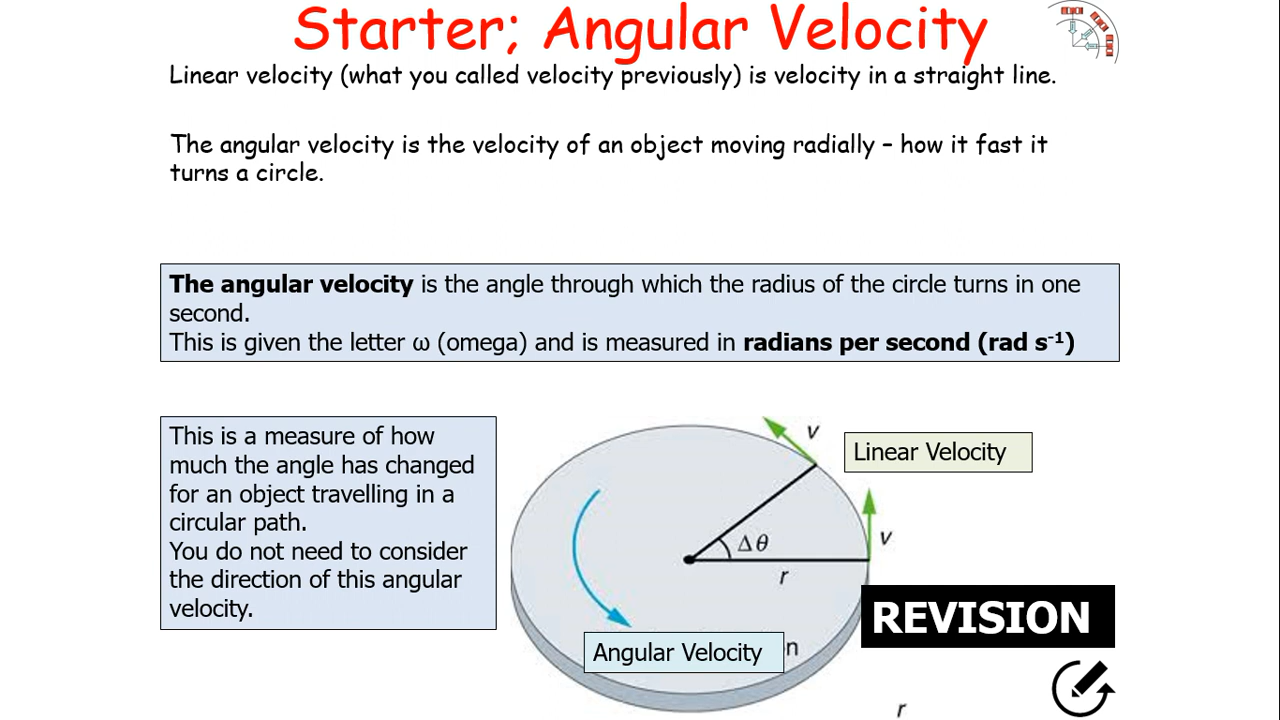 Starter; Angular Velocity
Linear velocity (what you called velocity previously) is velocity in a straight line.
The angular velocity is the velocity of an object moving radially – how it fast it
turns a circle.
The angular velocity is the angle through which the radius of the circle turns in one
second.
This is given the letter ω (omega) and is measured in radians per second (rad s⁻¹)
This is a measure of how
much the angle has changed
for an object travelling in a
circular path.
You do not need to consider
the direction of this angular
velocity.
v
Linear Velocity
v
Δθ
r
REVISION
Angular Velocity
n
r